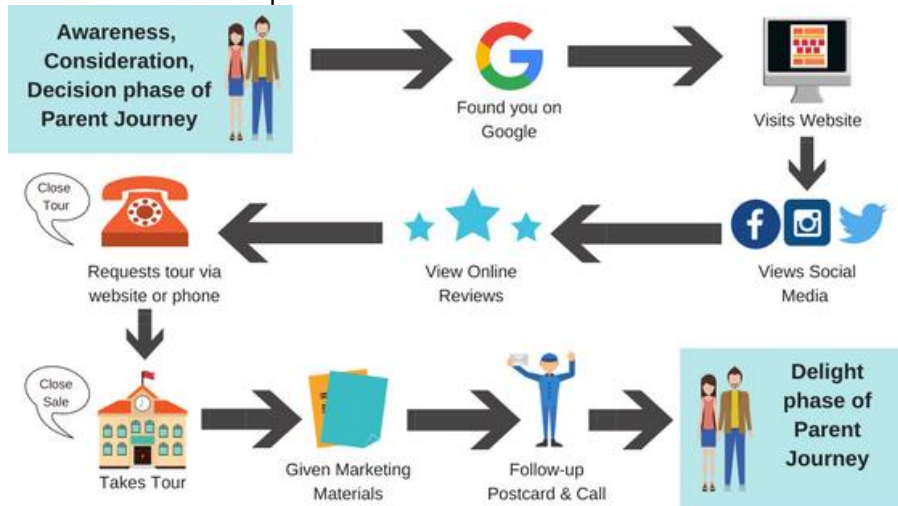 Awareness,
Consideration,
Decision phase of
Parent Journey
Found you on
Google
Visits Website
Close
Tour
Requests tour via
website or phone
View Online
Reviews
Views Social
Media
Close
Sale
Takes Tour
Given Marketing
Materials
Follow-up
Postcard & Call
Delight
phase of
Parent
Journey